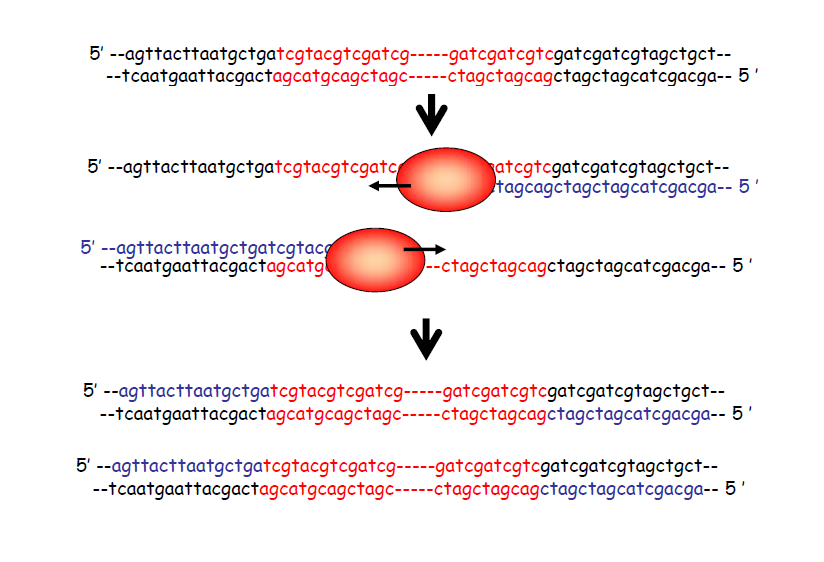 5’ --agttacttaatgctgatcgtacgtcgatcg-----gatcgatcgtcgatcgatcgtagctgct--
--tcaatgaattacgactagcatgcagctagc-----ctagctagcagctagctagcatcgacga-- 5 ’
5’ --agttacttaatgctgatcgtacgtcgatc atcgtcgatcgatcgtagctgct--
tagcagctagctagcatcgacga-- 5 ’
5’ --agttacttaatgctgatcgtacg
--tcaatgaattacgactagcatg --ctagctagcagctagctagcatcgacga-- 5 ’
5’ --agttacttaatgctgatcgtacgtcgatcg-----gatcgatcgtcgatcgatcgtagctgct--
--tcaatgaattacgactagcatgcagctagc-----ctagctagcagctagctagcatcgacga-- 5 ’
5’ --agttacttaatgctgatcgtacgtcgatcg-----gatcgatcgtcgatcgatcgtagctgct--
--tcaatgaattacgactagcatgcagctagc-----ctagctagcagctagctagcatcgacga-- 5 ’